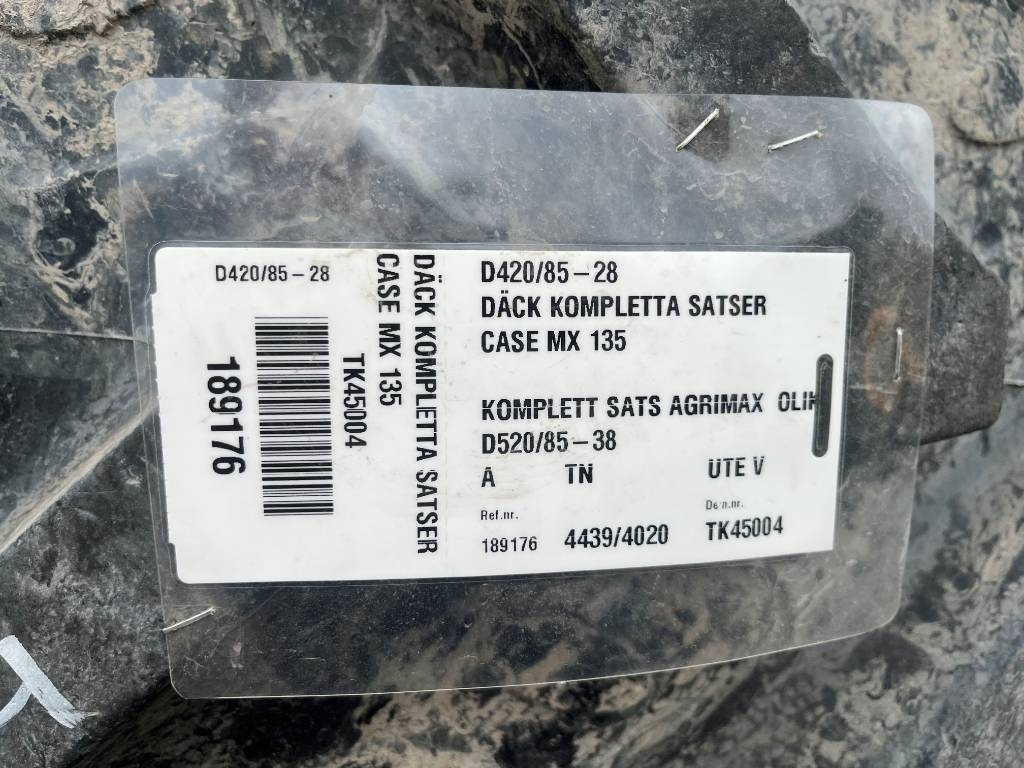 D420/85-28
189176
TK45004
DÄCK KOMPLETTA SATSER
CASE MX 135
D420/85-28
DÄCK KOMPLETTA SATSER
CASE MX 135
KOMPLETT SATS AGRIMAX
D520/85-38
A TN UTE V
Ref.nr.
189176 4439/4020 TK45004